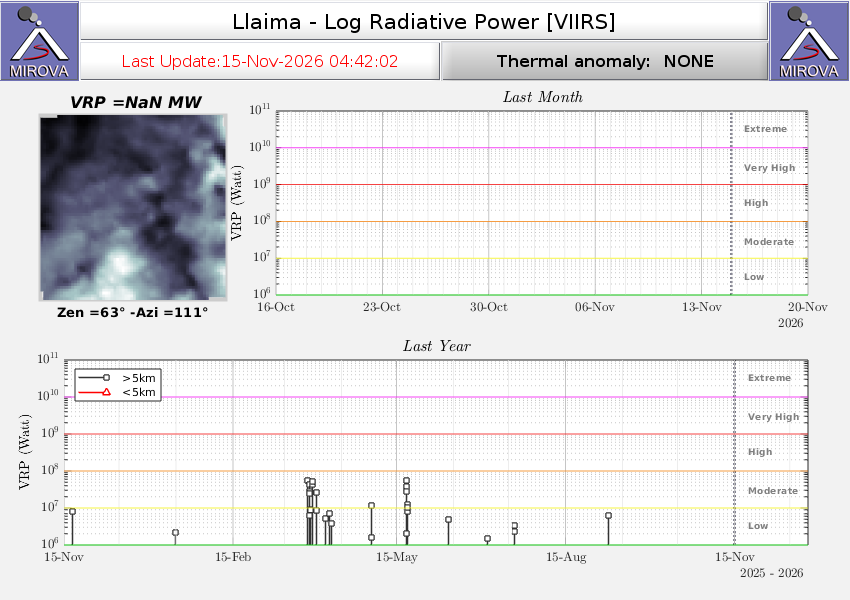 Llaima - Log Radiative Power [VIIRS]
MIROVA
Last Update:15-Nov-2026 04:42:02
Thermal anomaly: NONE
MIROVA
VRP =NaN MW
Zen =63° -Azi =111°
Last Month
VRP (Watt)
10^11
10^10
10^9
10^8
10^7
10^6
Extreme
Very High
High
Moderate
Low
16-Oct
23-Oct
30-Oct
06-Nov
13-Nov
20-Nov
2026
Last Year
VRP (Watt)
10^11
10^10
10^9
10^8
10^7
10^6
>5km
<5km
Extreme
Very High
High
Moderate
Low
15-Nov
15-Feb
15-May
15-Aug
15-Nov
2025 - 2026